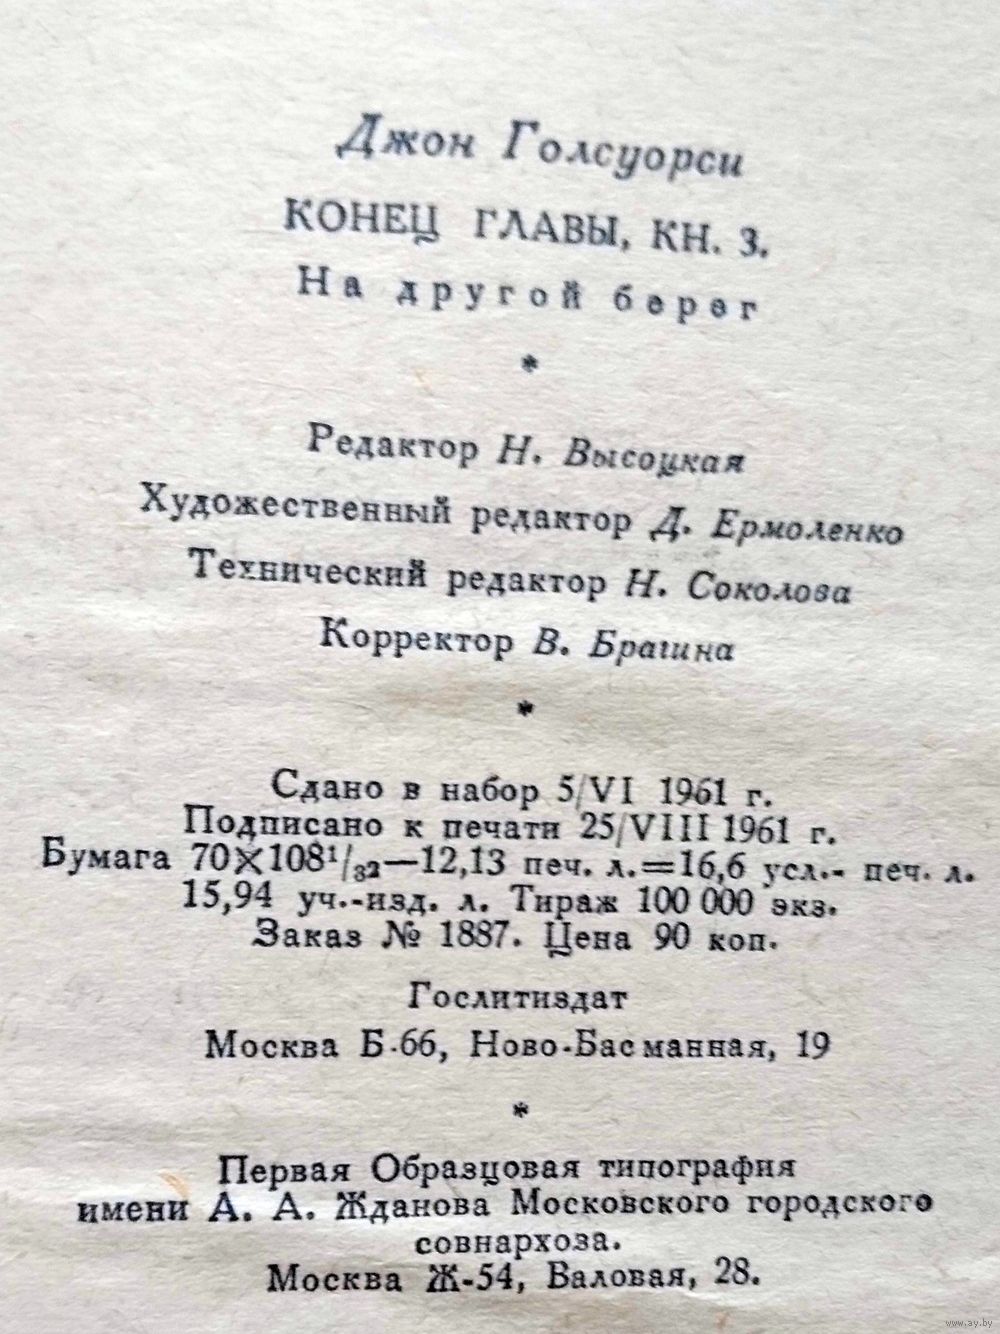 Джон Голсуорси
КОНЕЦ ГЛАВЫ, КН. 3.
На другой берег
*
Редактор Н. Высоцкая
Художественный редактор Д. Ермоленко
Технический редактор Н. Соколова
Корректор В. Брагина
*
Сдано в набор 5/VI 1961 г.
Подписано к печати 25/VIII 1961 г.
Бумага 70×108¹/₃₂—12,13 печ. л.=16,6 усл.- печ. л.
15,94 уч.-изд. л. Тираж 100 000 экз.
Заказ № 1887. Цена 90 коп.
Гослитиздат
Москва Б-66, Ново-Басманная, 19
*
Первая Образцовая типография
имени А. А. Жданова Московского городского
совнархоза.
Москва Ж-54, Валовая, 28.
www.ay.by